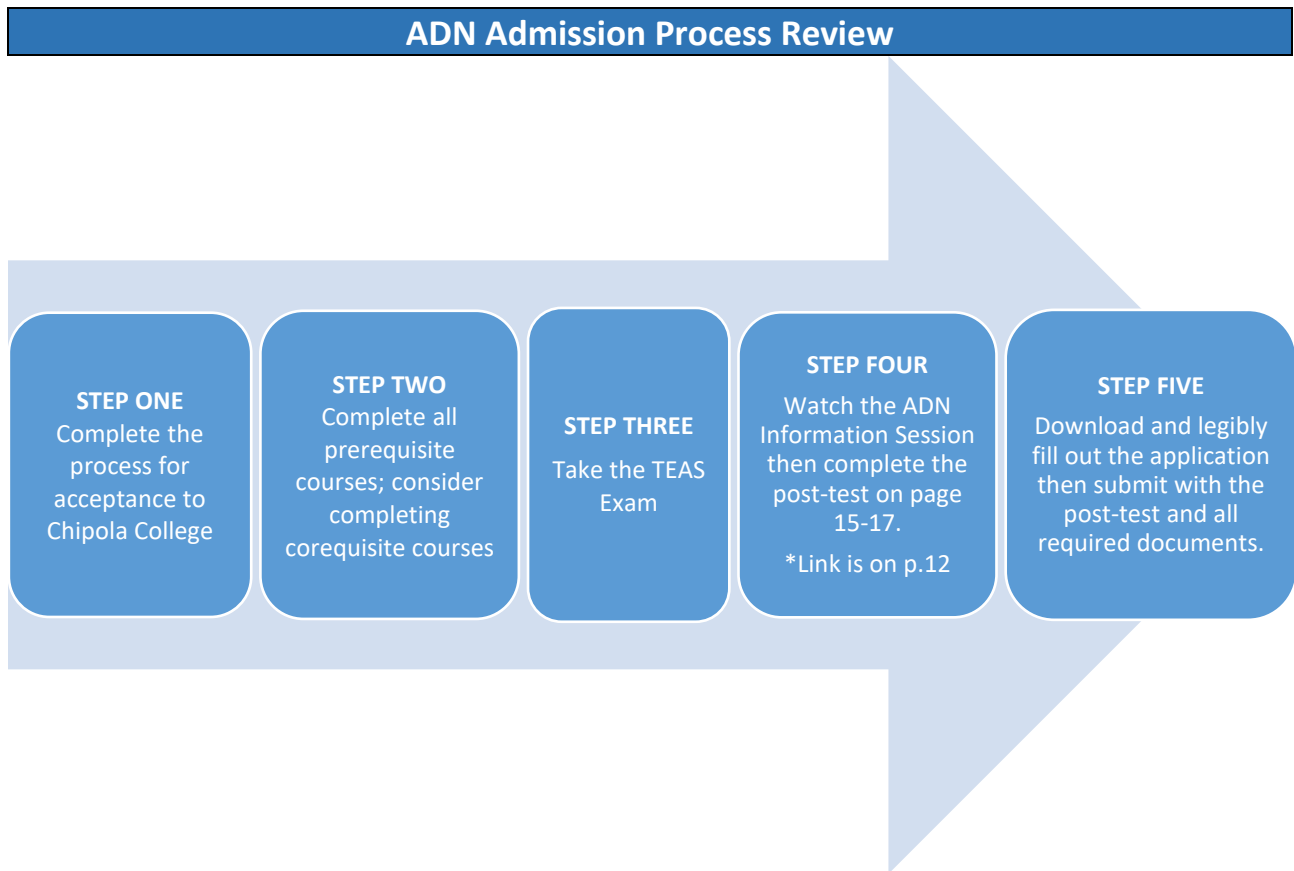 ADN Admission Process Review
STEP ONE
Complete the
process for
acceptance to
Chipola College
STEP TWO
Complete all
prerequisite
courses; consider
completing
corequisite courses
STEP THREE
Take the TEAS
Exam
STEP FOUR
Watch the ADN
Information Session
then complete the
post-test on page
15-17.
*Link is on p.12
STEP FIVE
Download and legibly
fill out the application
then submit with the
post-test and all
required documents.